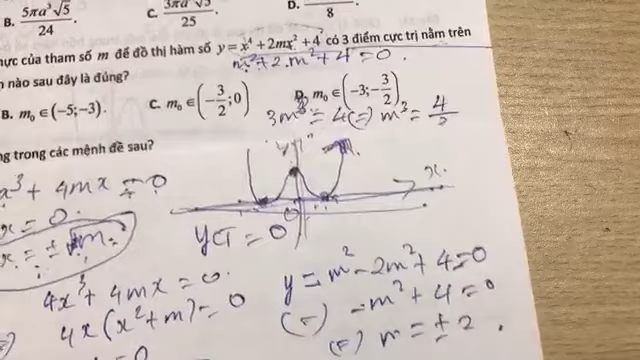 B. 5πa³√5/24. C. 3πa³√3/25. D. /8.
hực của tham số m để đồ thị hàm số y = x⁴ + 2mx² + 4 có 3 điểm cực trị nằm trên
m² + 2.m² + 4 = 0.
n nào sau đây là đúng?
B. m₀ ∈ (-5;-3). C. m₀ ∈ (-3/2;0) D. m₀ ∈ (-3;-3/2)
3m² = 4 (=) m³ = 4/3
ng trong các mệnh đề sau?
x³ + 4mx = 0
x = 0.
x = ±√m.
x.
O
yCT = 0
4x³ + 4mx = 0.
4x(x² + m) = 0
y = m² - 2m² + 4 = 0
(=) -m² + 4 = 0
(=) m = ± 2.